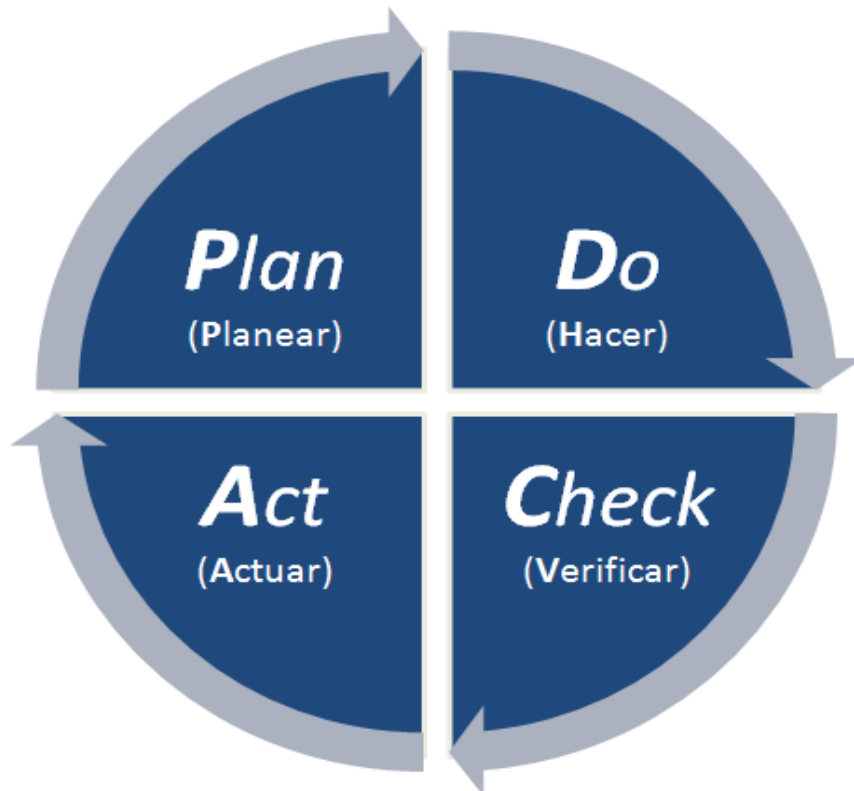 Plan
(Planear)
Do
(Hacer)
Act
(Actuar)
Check
(Verificar)